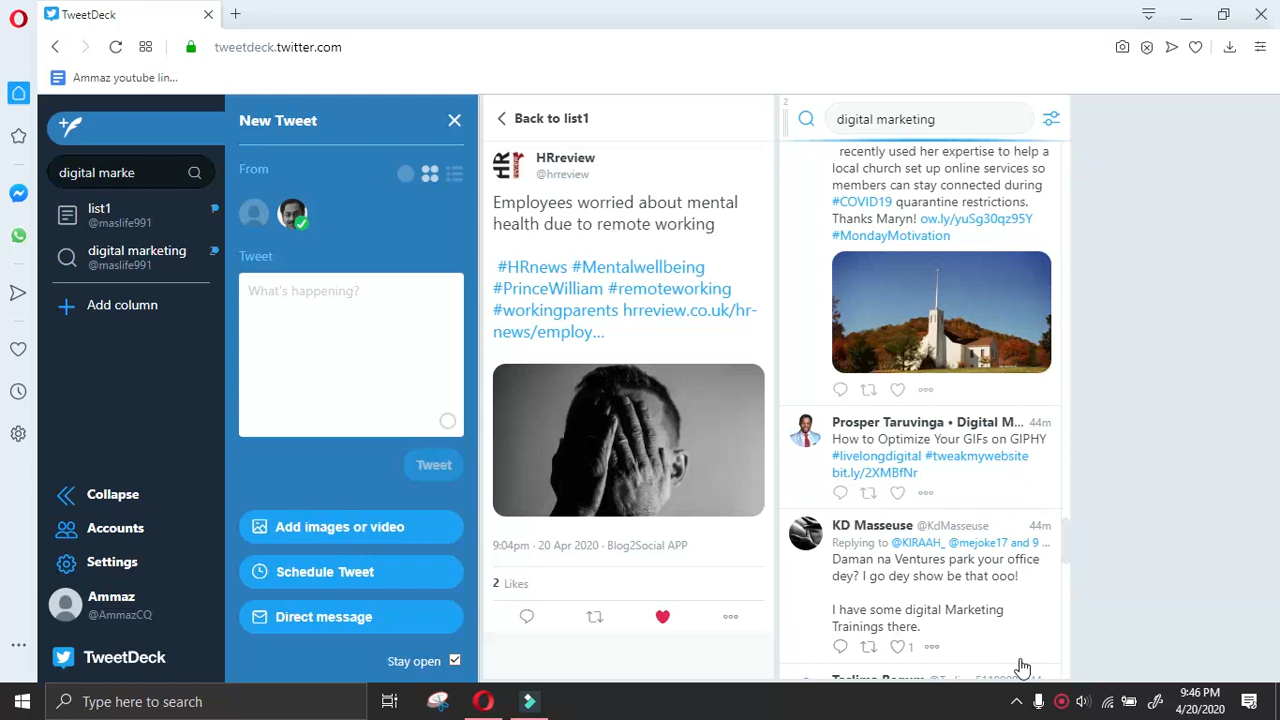 TweetDeck
tweetdeck.twitter.com
Ammaz youtube lin...
digital marke
list1
@maslife991
digital marketing
@maslife991
Add column
Collapse
Accounts
Settings
Ammaz
@AmmazCQ
TweetDeck
New Tweet
From
Tweet
What's happening?
Tweet
Add images or video
Schedule Tweet
Direct message
Stay open
Back to list1
HRreview
@hrreview
Employees worried about mental
health due to remote working
#HRnews #Mentalwellbeing
#PrinceWilliam #remoteworking
#workingparents hrreview.co.uk/hr-
news/employ...
9:04pm · 20 Apr 2020 · Blog2Social APP
2 Likes
2
digital marketing
recently used her expertise to help a
local church set up online services so
members can stay connected during
#COVID19 quarantine restrictions.
Thanks Maryn! ow.ly/yuSg30qz95Y
#MondayMotivation
Prosper Taruvinga • Digital M... 44m
How to Optimize Your GIFs on GIPHY
#livelongdigital #tweakmywebsite
bit.ly/2XMBfNr
KD Masseuse @KdMasseuse 44m
Replying to @KIRAAH_ @mejoke17 and 9 ...
Daman na Ventures park your office
dey? I go dey show be that ooo!
I have some digital Marketing
Trainings there.
1
Type here to search
9:46 PM
4/20/2020